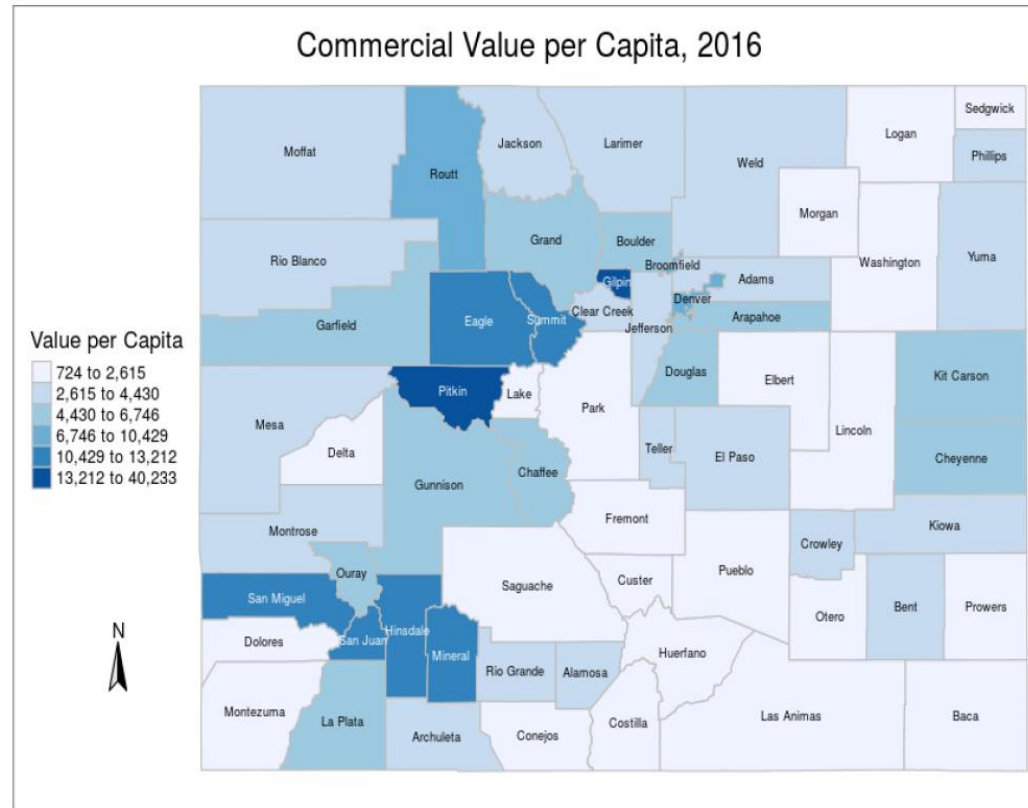 Commercial Value per Capita, 2016
Sedgwick
Logan
Jackson
Larimer
Moffat
Phillips
Weld
Routt
Morgan
Grand
Boulder
Washington
Yuma
Rio Blanco
Broomfield
Adams
Gilpin
Denver
Clear Creek
Eagle
Summit
Arapahoe
Garfield
Jefferson
Value per Capita
724 to 2,615
2,615 to 4,430
4,430 to 6,746
6,746 to 10,429
10,429 to 13,212
13,212 to 40,233
Douglas
Elbert
Kit Carson
Pitkin
Lake
Park
Lincoln
Mesa
Delta
Teller
El Paso
Cheyenne
Chaffee
Gunnison
Fremont
Kiowa
Montrose
Crowley
Ouray
Pueblo
Custer
Saguache
San Miguel
Otero
Bent
Prowers
N
Dolores
San Juan
Hinsdale
Mineral
Huerfano
Rio Grande
Alamosa
Montezuma
La Plata
Las Animas
Baca
Costilla
Archuleta
Conejos